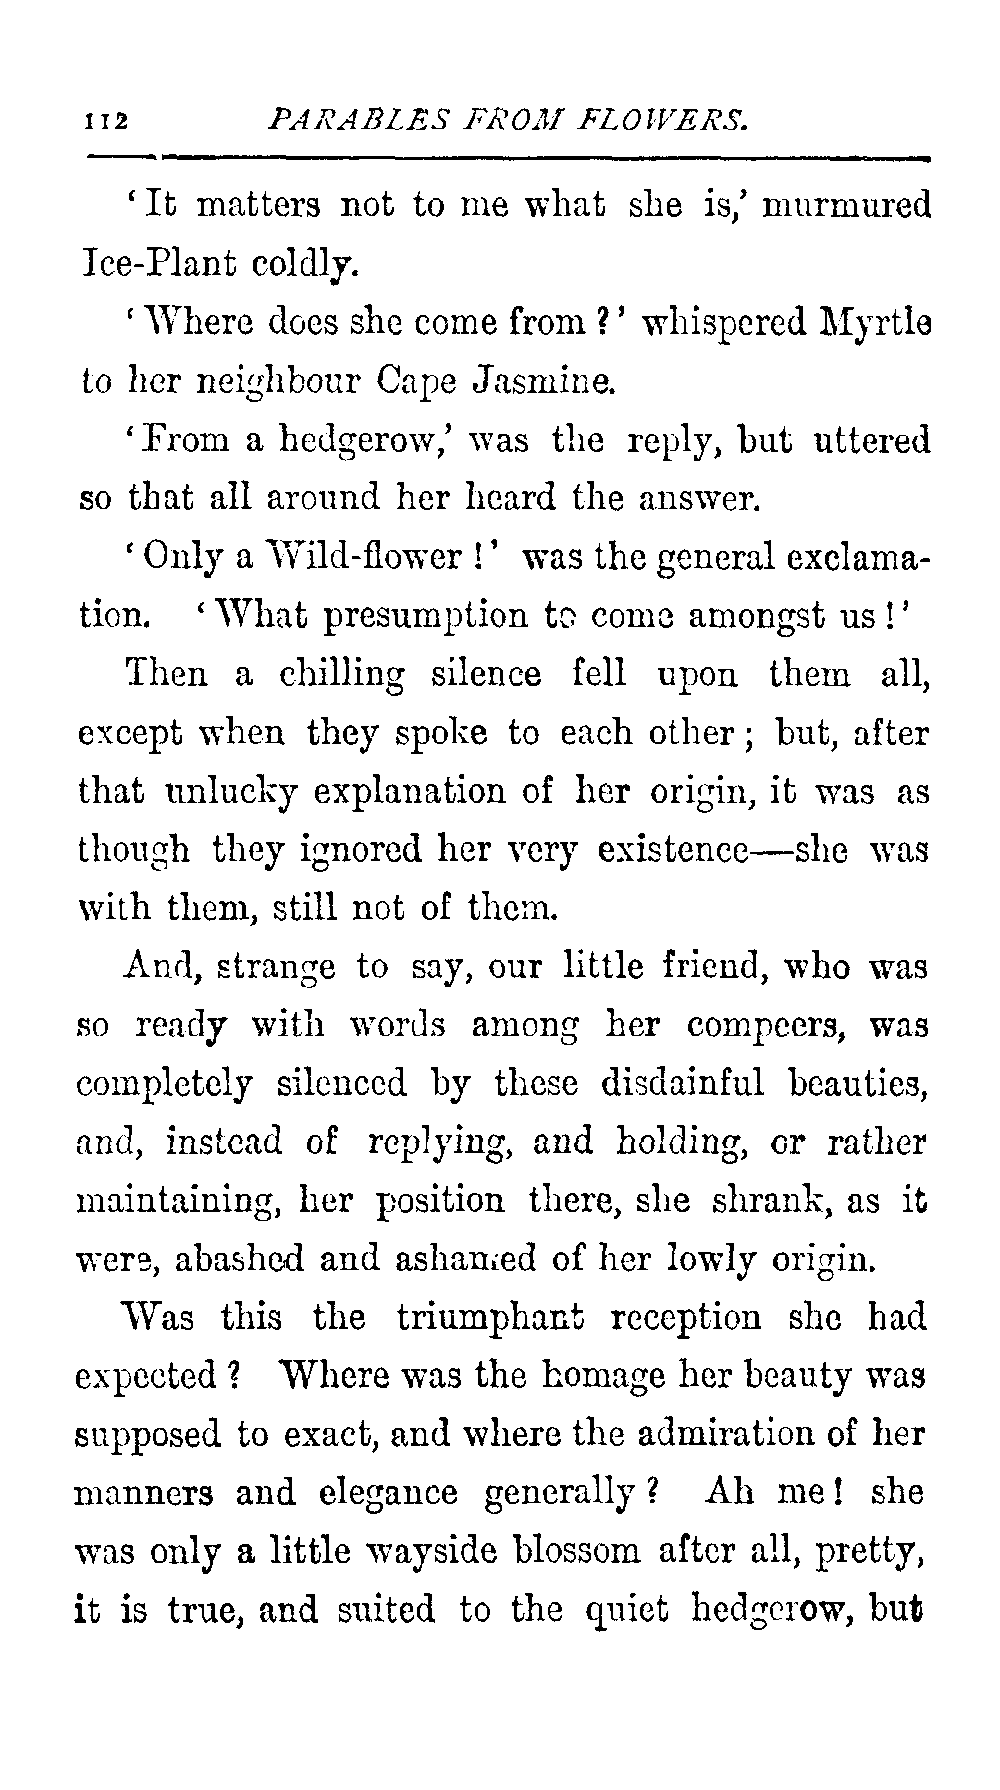 112 PARABLES FROM FLOWERS.
‘It matters not to me what she is,’ murmured
Ice-Plant coldly.
‘Where does she come from?’ whispered Myrtle
to her neighbour Cape Jasmine.
‘From a hedgerow,’ was the reply, but uttered
so that all around her heard the answer.
‘Only a Wild-flower!’ was the general exclama-
tion. ‘What presumption to come amongst us!’
Then a chilling silence fell upon them all,
except when they spoke to each other; but, after
that unlucky explanation of her origin, it was as
though they ignored her very existence—she was
with them, still not of them.
And, strange to say, our little friend, who was
so ready with words among her compeers, was
completely silenced by these disdainful beauties,
and, instead of replying, and holding, or rather
maintaining, her position there, she shrank, as it
were, abashed and ashamed of her lowly origin.
Was this the triumphant reception she had
expected? Where was the homage her beauty was
supposed to exact, and where the admiration of her
manners and elegance generally? Ah me! she
was only a little wayside blossom after all, pretty,
it is true, and suited to the quiet hedgerow, but